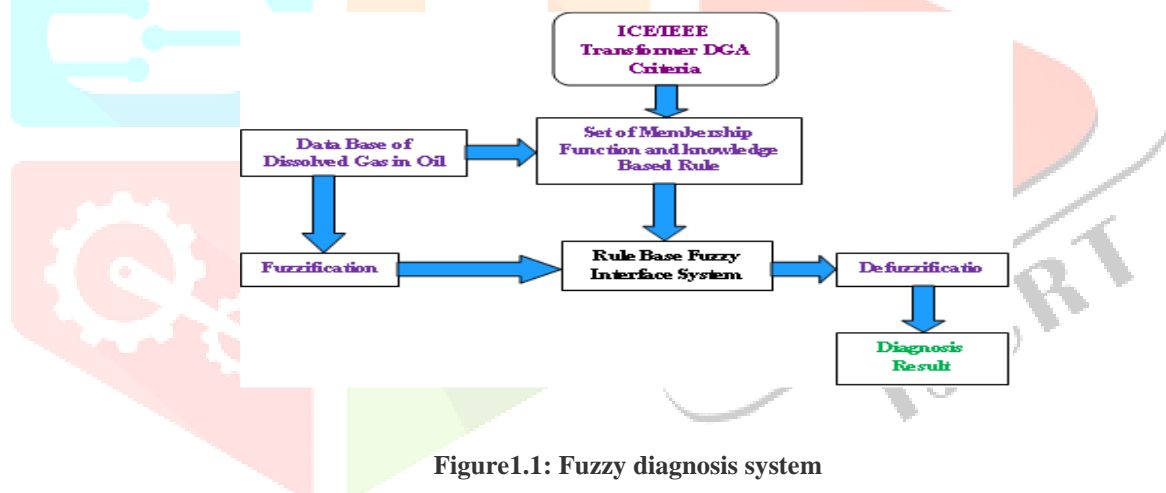 ICE/IEEE
Transformer DGA
Criteria
Data Base of
Dissolved Gas in Oil
Set of Membership
Function and knowledge
Based Rule
Fuzzification
Rule Base Fuzzy
Interface System
Defuzzificatio
Diagnosis
Result
Figure1.1: Fuzzy diagnosis system